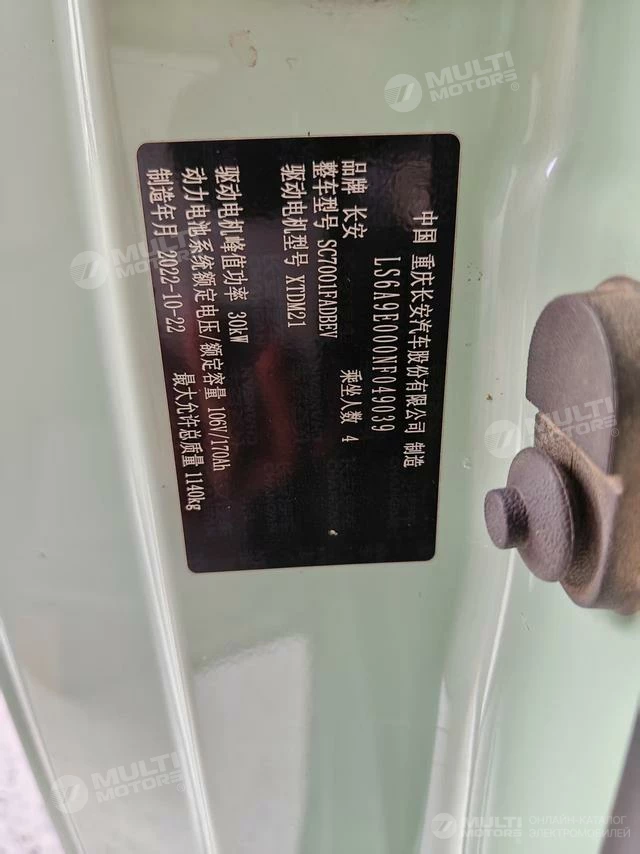 中国 重庆长安汽车股份有限公司 制造
LS6A9E000NF049039
品牌 长安
整车型号 SC7001FADBEV 乘坐人数 4
驱动电机型号 XTDM21
驱动电机峰值功率 30kW
动力电池系统额定电压/额定容量 106V/170Ah
制造年月 2022-10-22 最大允许总质量 1140kg
MULTI
MOTORS®
MULTI
MOTORS
MULTI
MOTORS
MULTI
MOTORS
MULTI
MOTORS
ОНЛАЙН-КАТАЛОГ
ЭЛЕКТРОМОБИЛЕЙ